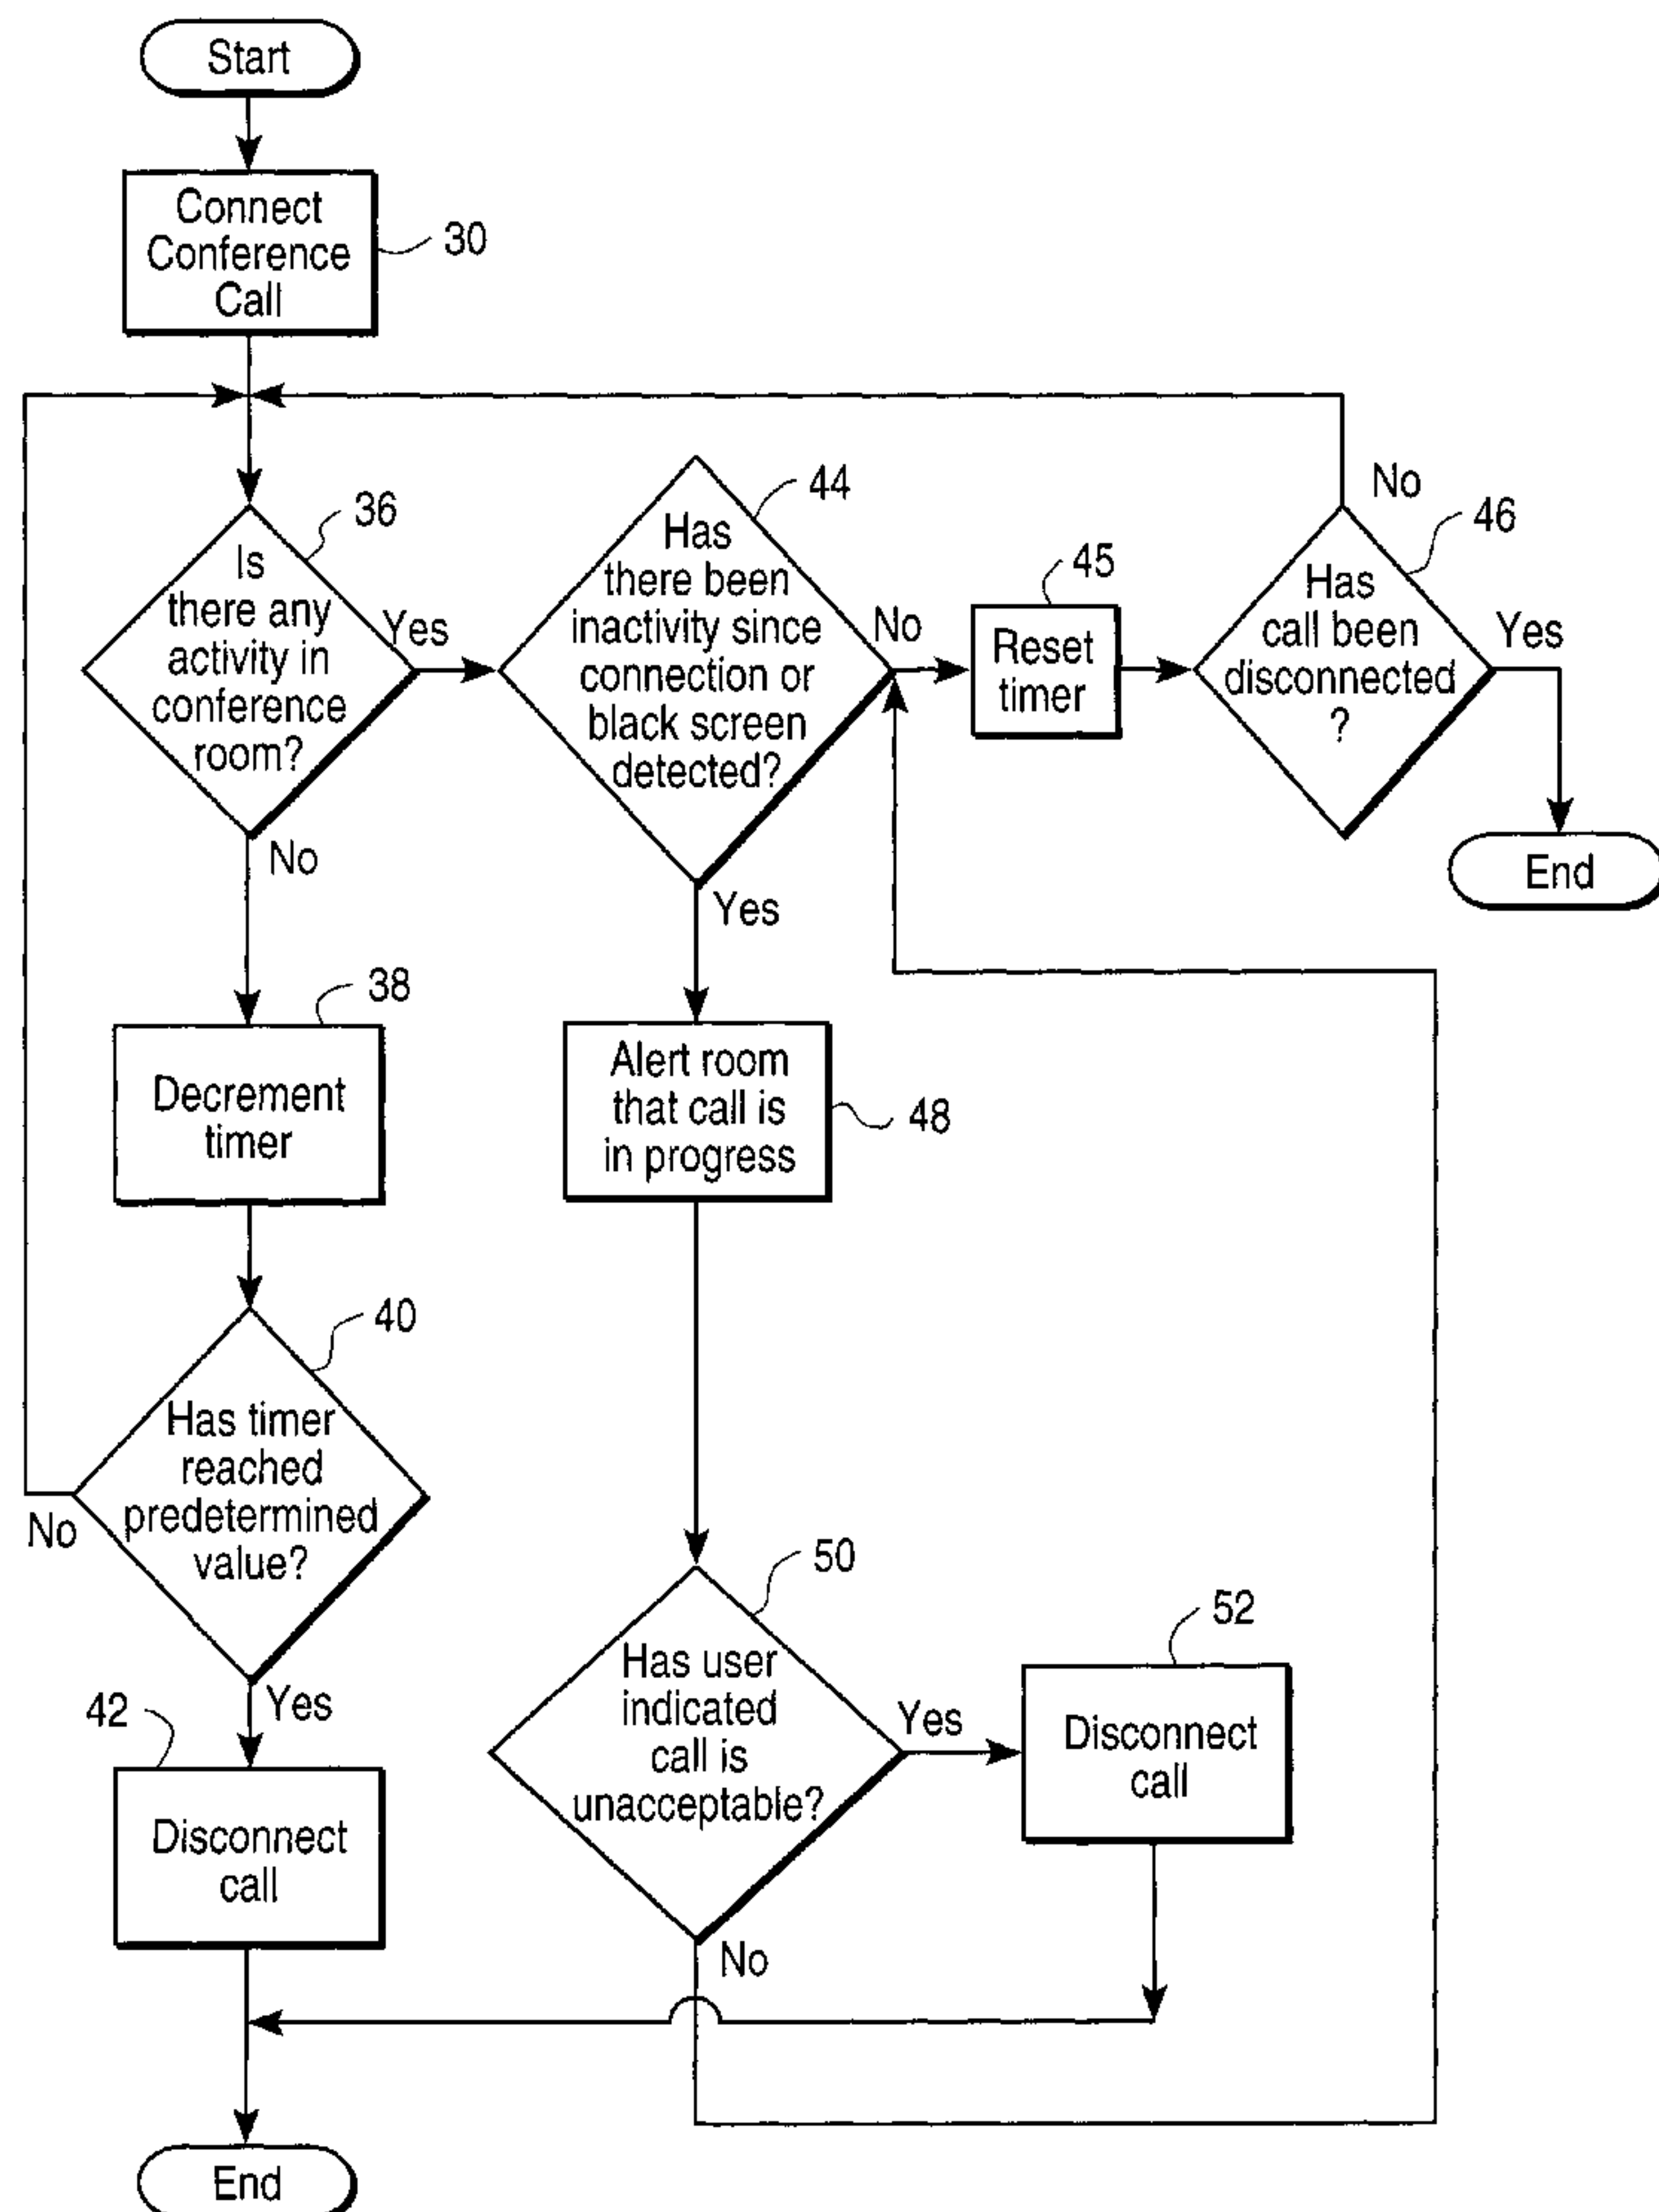 Start
Connect
Conference
Call
30
36
Is
there any
activity in
conference
room?
Yes
No
44
Has
there been
inactivity since
connection or
black screen
detected?
No
Yes
45
Reset
timer
No
46
Has
call been
disconnected
?
Yes
End
38
Decrement
timer
Alert room
that call is
in progress
48
40
Has timer
reached
predetermined
value?
No
Yes
50
Has user
indicated
call is
unacceptable?
Yes
No
52
Disconnect
call
42
Disconnect
call
End